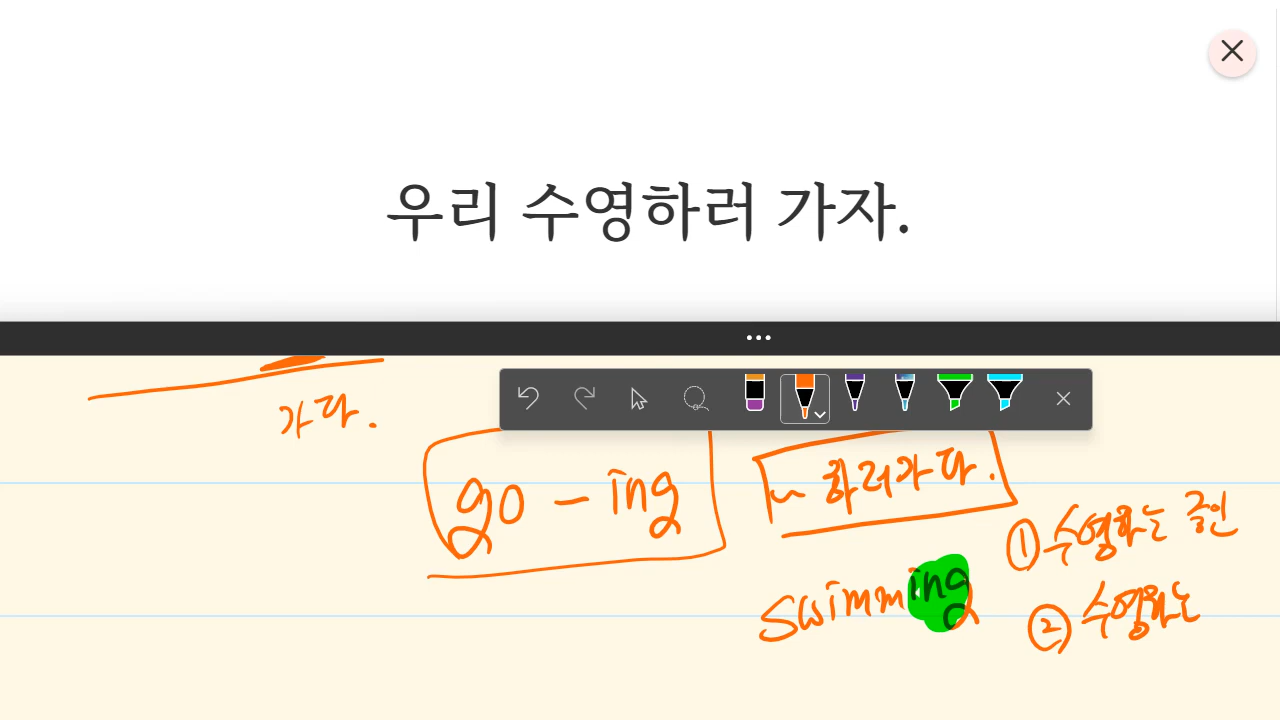 우리 수영하러 가자.
가다.
go – ing
~ 하러가다.
① 수영하는 중인
swimming
② 수영하는